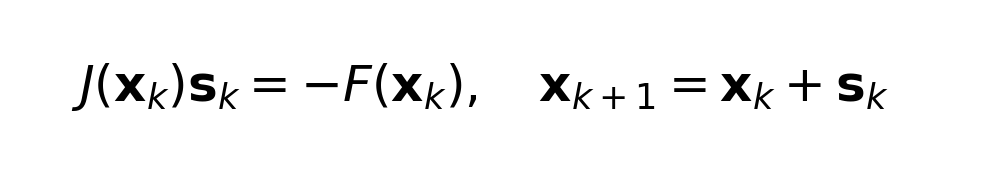 J(𝐱ₖ)𝐬ₖ = −F(𝐱ₖ), 𝐱ₖ₊₁ = 𝐱ₖ + 𝐬ₖ